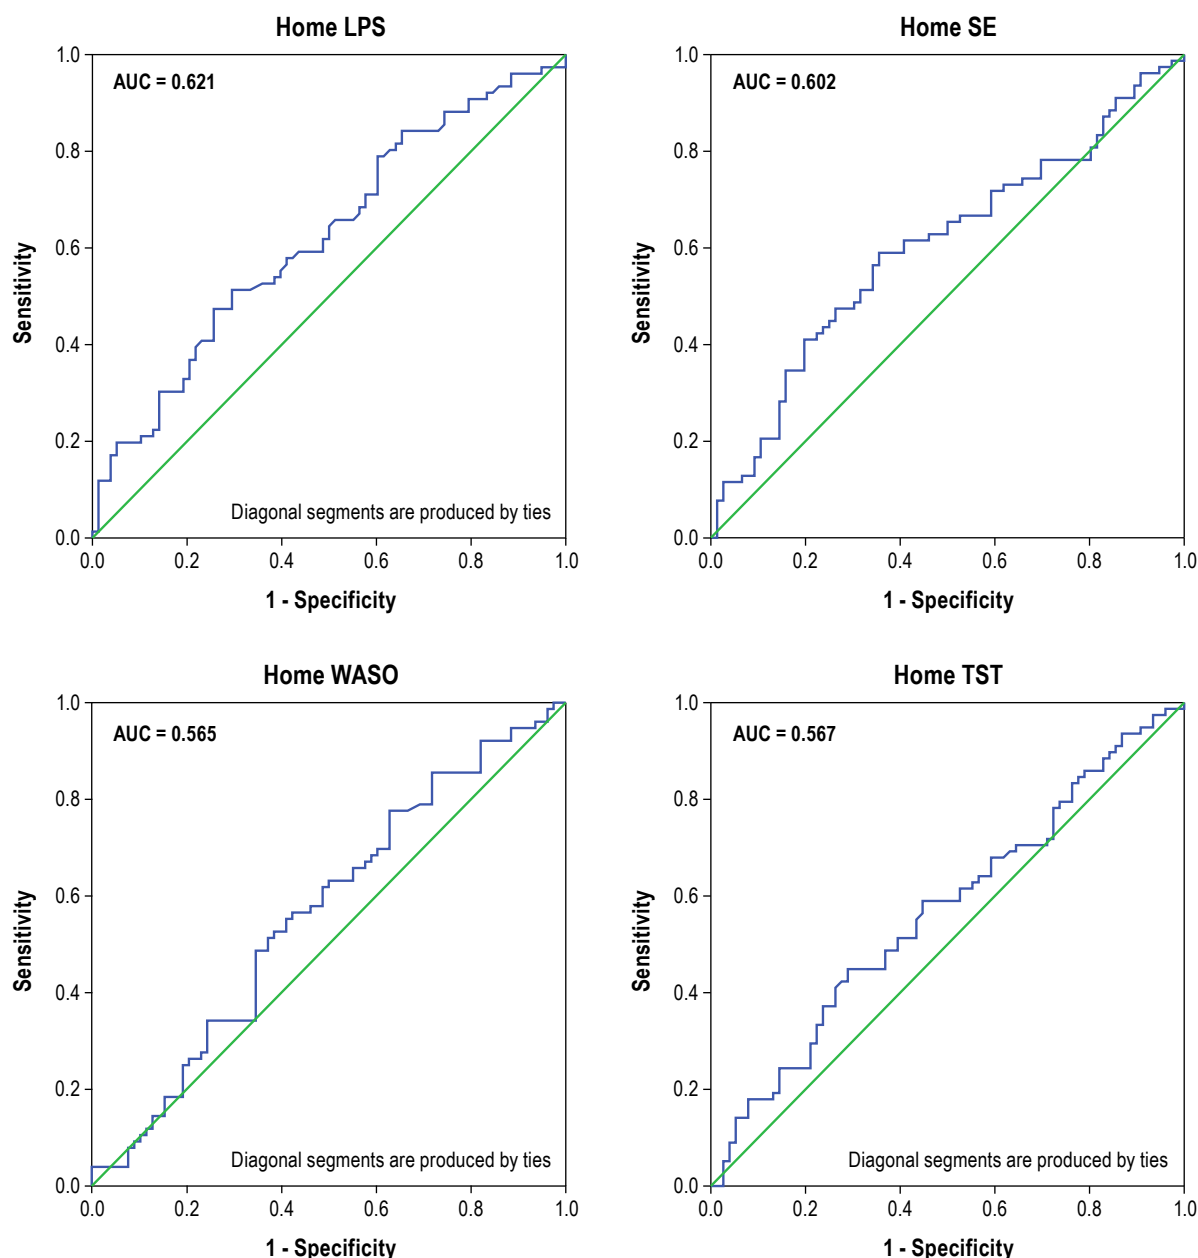 Home LPS
AUC = 0.621
1.0
0.8
0.6
0.4
0.2
0.0
Sensitivity
Diagonal segments are produced by ties
0.0 0.2 0.4 0.6 0.8 1.0
1 - Specificity
Home SE
AUC = 0.602
1.0
0.8
0.6
0.4
0.2
0.0
Sensitivity
0.0 0.2 0.4 0.6 0.8 1.0
1 - Specificity
Home WASO
AUC = 0.565
1.0
0.8
0.6
0.4
0.2
0.0
Sensitivity
Diagonal segments are produced by ties
0.0 0.2 0.4 0.6 0.8 1.0
1 - Specificity
Home TST
AUC = 0.567
1.0
0.8
0.6
0.4
0.2
0.0
Sensitivity
Diagonal segments are produced by ties
0.0 0.2 0.4 0.6 0.8 1.0
1 - Specificity